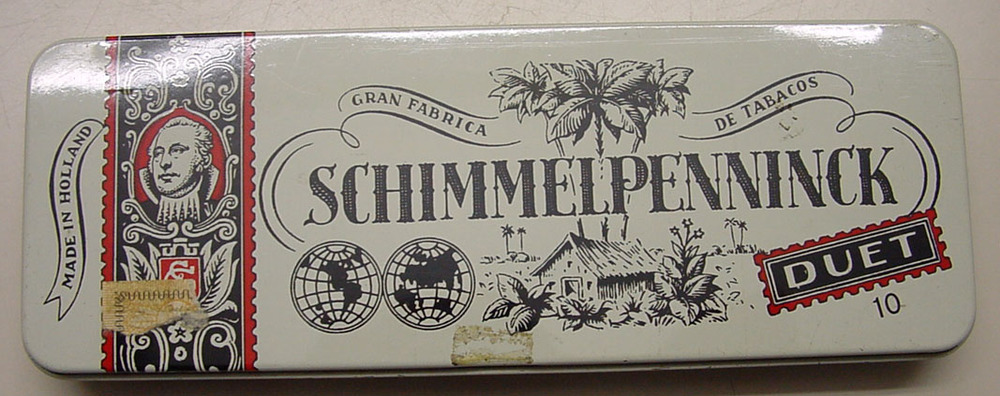 MADE IN HOLLAND
GRAN FABRICA
DE TABACOS
SCHIMMELPENNINCK
DUET
10